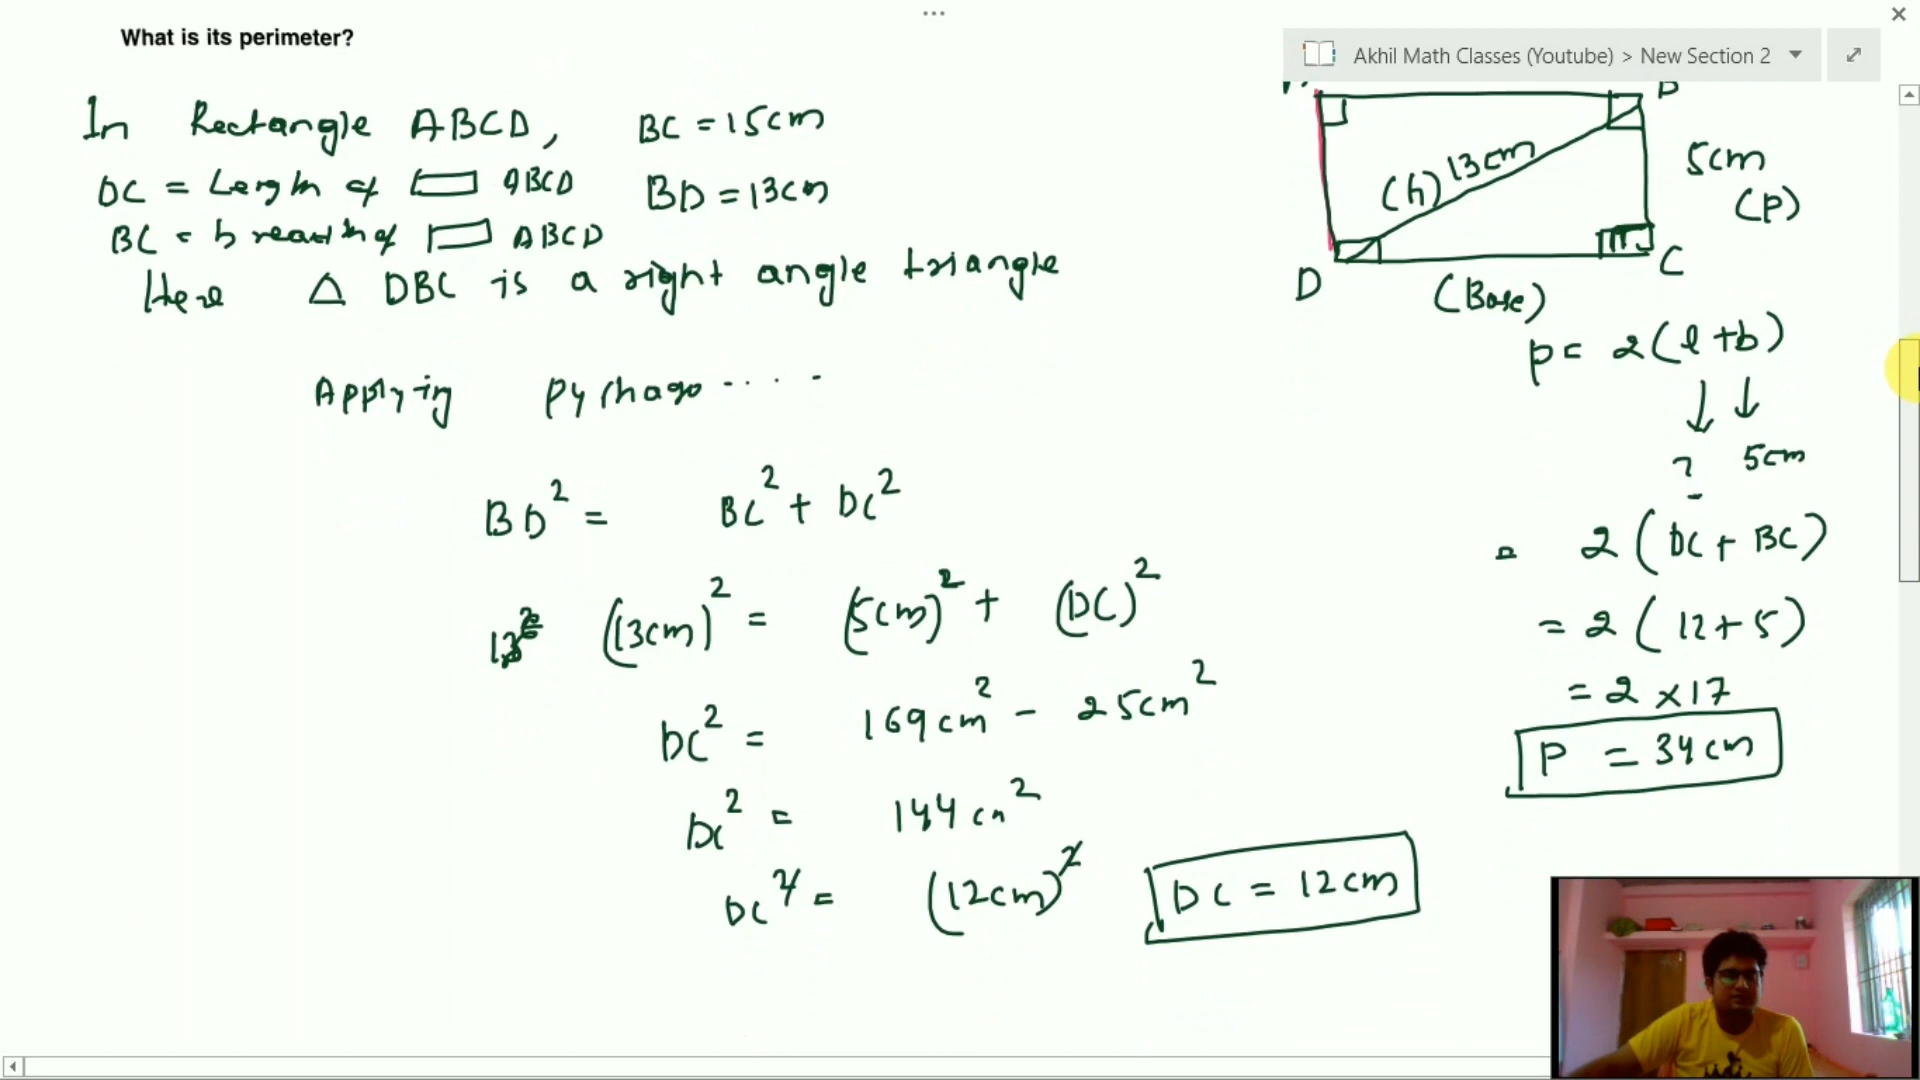 What is its perimeter?
Akhil Math Classes (Youtube) > New Section 2
In Rectangle ABCD, BC = 15cm
DC = Length of ▭ ABCD BD = 13cm
BC = breadth of ▭ ABCD
Here △ DBC is a right angle triangle
Applying Pythago.....
BD² = BC² + DC²
13² (13cm)² = (5cm)² + (DC)²
DC² = 169cm² - 25cm²
DC² = 144cm²
DC² = (12cm)² DC = 12cm
B
(h) 13cm
5cm
(P)
D
C
(Base)
P = 2(l+b)
↓ ↓
? 5cm
= 2(DC + BC)
= 2(12+5)
= 2 × 17
P = 34cm